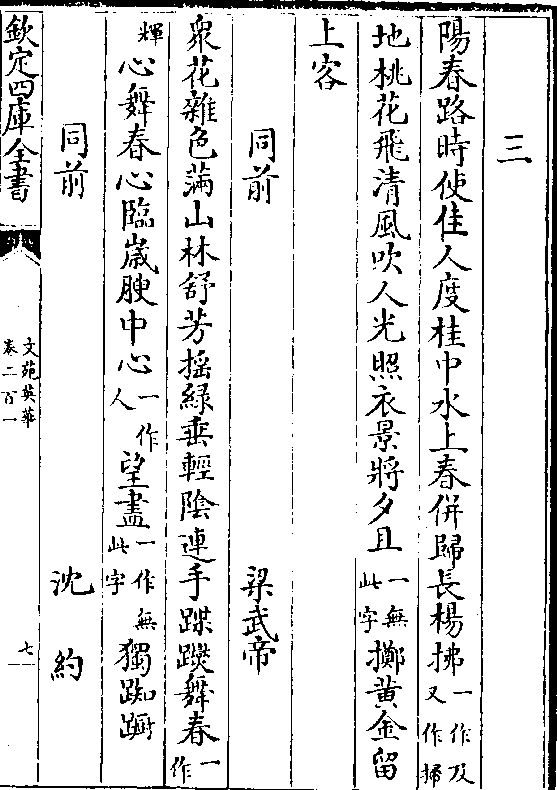 三
陽春路時使佳人度桂中水上春併歸長楊拂一作及又作掃
地桃花飛清風吹人光照衣景將夕且一無此字擲黃金留
上客
同前 梁武帝
衆花雜色滿山林舒芳揺緑垂輕陰連手蹀躞舞春一作
輝心舞春心臨歲腴中心一作人望盡一作無此字獨踟蹰
同前 沈約
欽定四庫全書 文苑英華 卷二百一 七